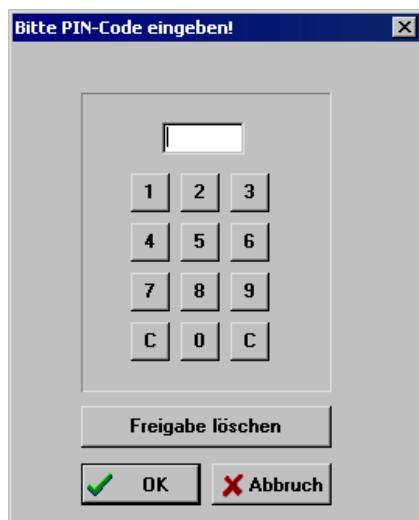 Bitte PIN-Code eingeben!
1 2 3
4 5 6
7 8 9
C 0 C
Freigabe löschen
OK Abbruch